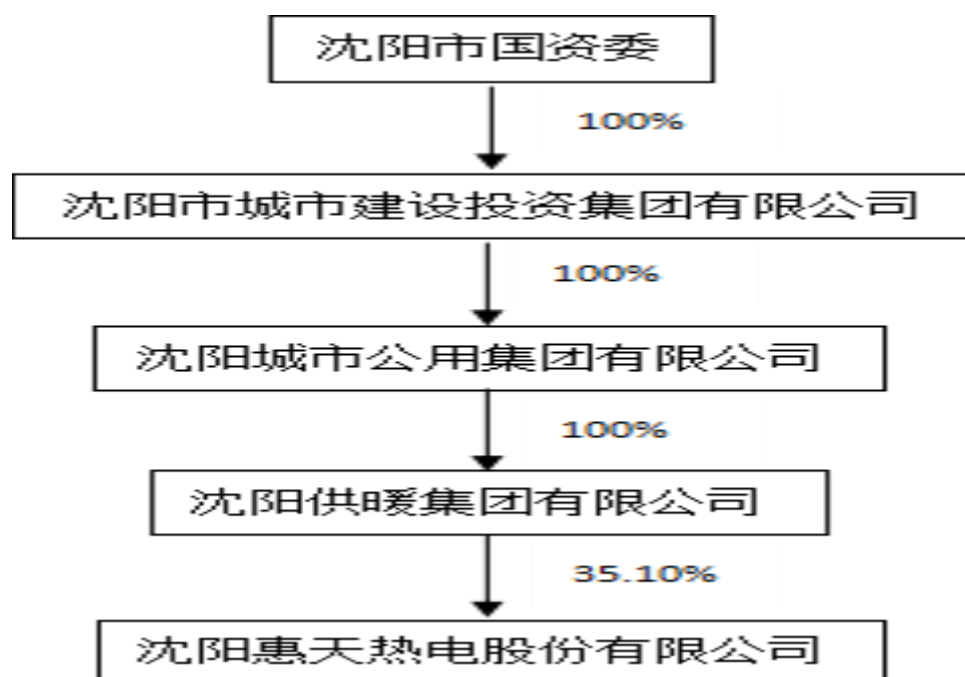 沈阳市国资委
100%
沈阳市城市建设投资集团有限公司
100%
沈阳城市公用集团有限公司
100%
沈阳供暖集团有限公司
35.10%
沈阳惠天热电股份有限公司